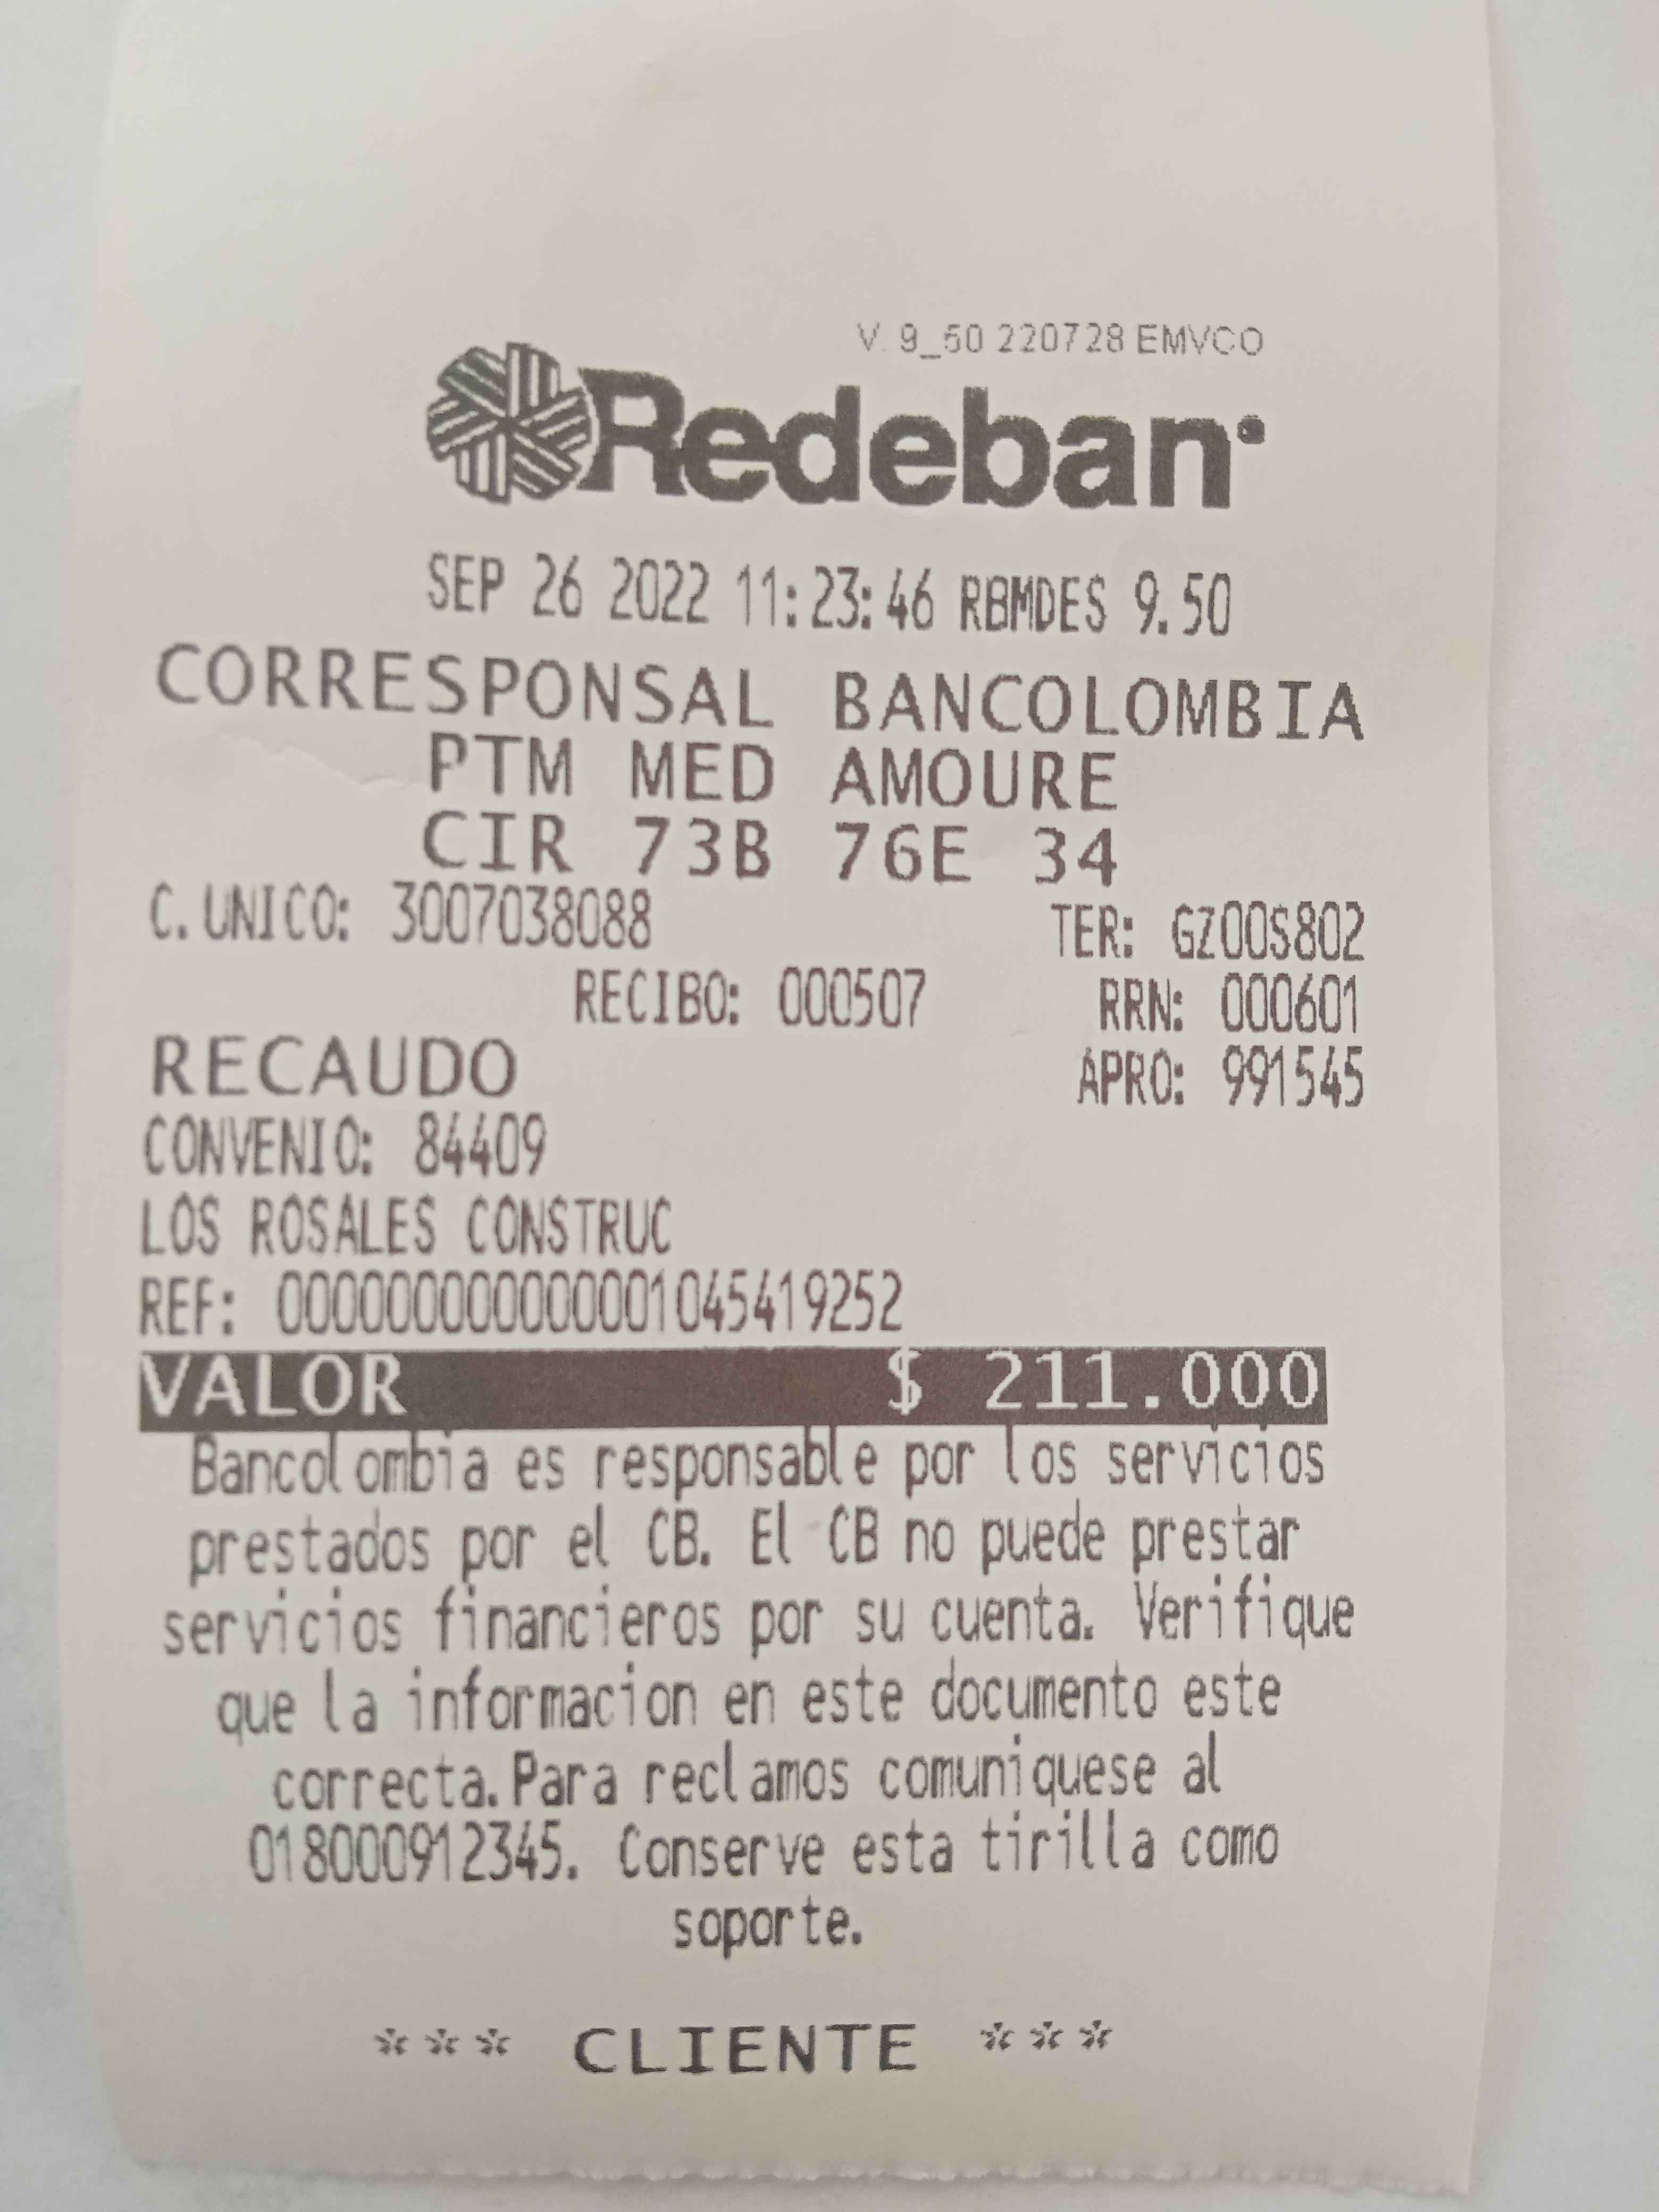 V. 9_50 220728 EMVCO
Redeban
SEP 26 2022 11:23:46 RBMDES 9.50
CORRESPONSAL BANCOLOMBIA
PTM MED AMOURE
CIR 73B 76E 34
C. UNICO: 3007038088 TER: GZ00S802
RECIBO: 000507 RRN: 000601
RECAUDO APRO: 991545
CONVENIO: 84409
LOS ROSALES CONSTRUC
REF: 00000000000001045419252
VALOR $ 211.000
Bancolombia es responsable por los servicios
prestados por el CB. El CB no puede prestar
servicios financieros por su cuenta. Verifique
que la informacion en este documento este
correcta.Para reclamos comuniquese al
018000912345. Conserve esta tirilla como
soporte.
*** CLIENTE ***